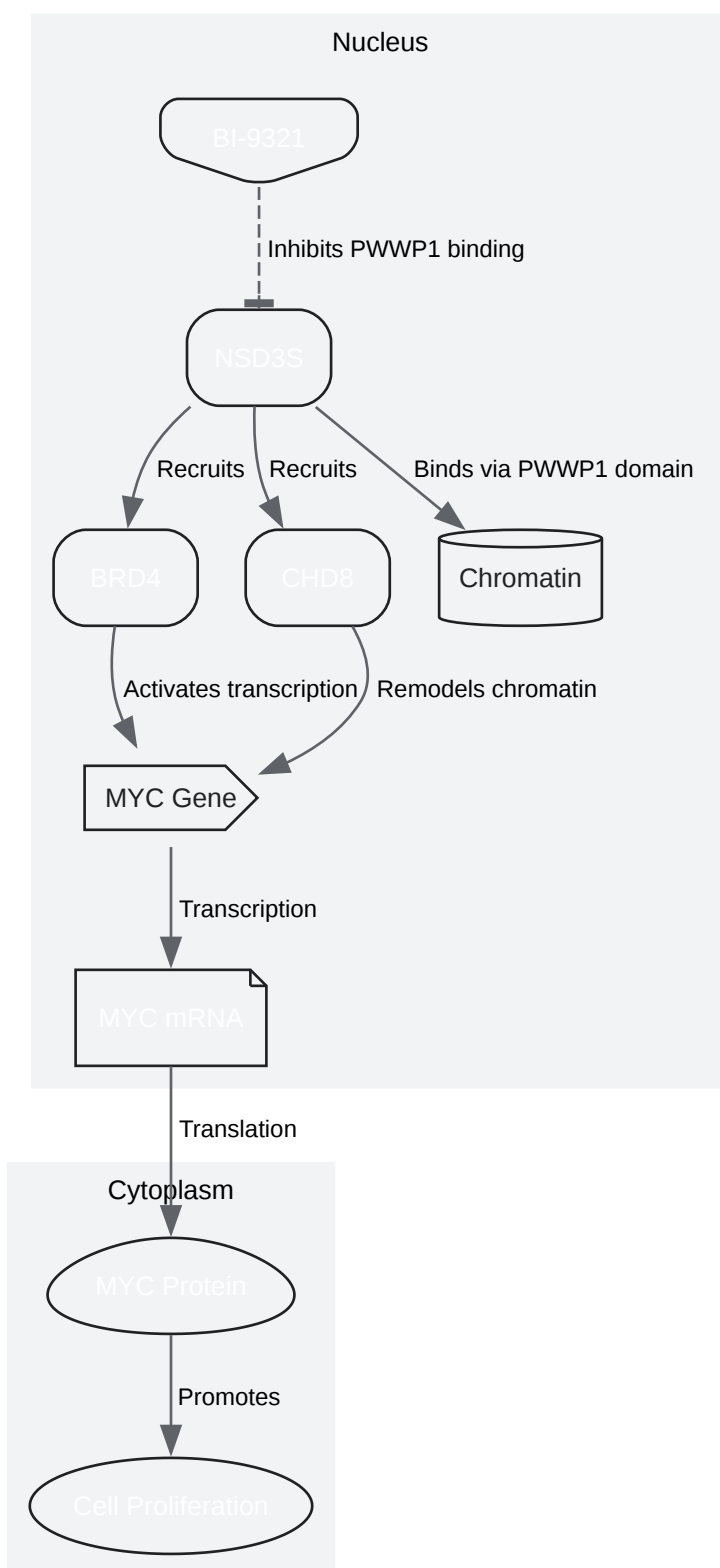 Nucleus
BI-9321
Inhibits PWWP1 binding
NSD3S
Recruits
Recruits
Binds via PWWP1 domain
BRD4
CHD8
Chromatin
Activates transcription
Remodels chromatin
MYC Gene
Transcription
MYC mRNA
Translation
Cytoplasm
MYC Protein
Promotes
Cell Proliferation